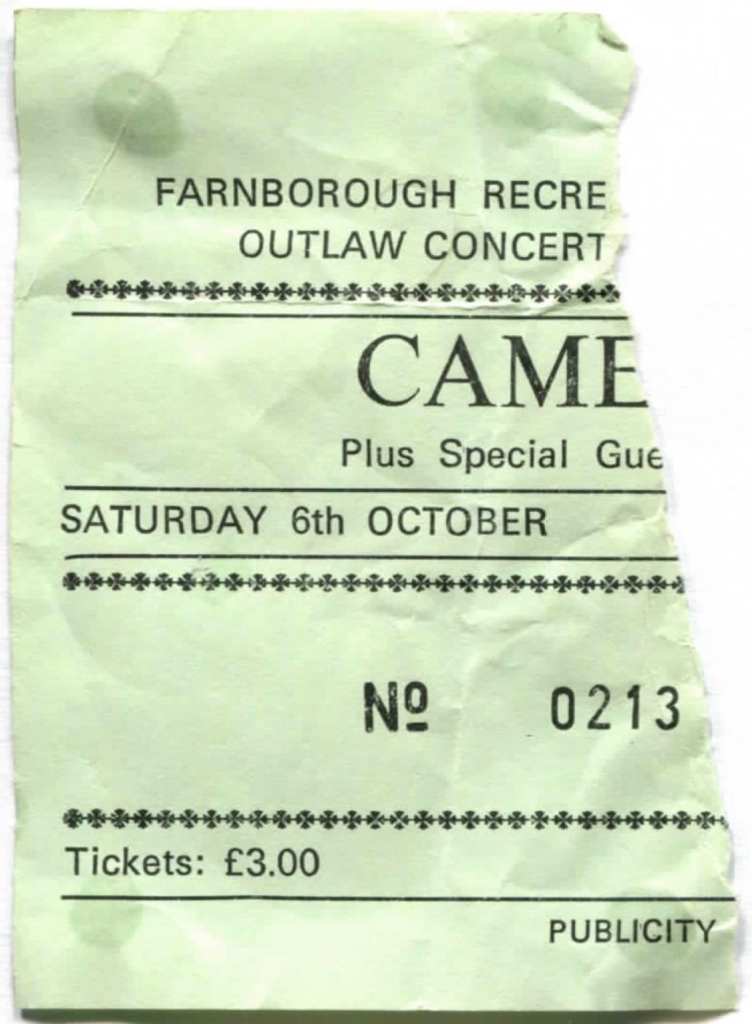 FARNBOROUGH RECRE
OUTLAW CONCERT
CAME
Plus Special Gue
SATURDAY 6th OCTOBER
Nº 0213
Tickets: £3.00
PUBLICITY